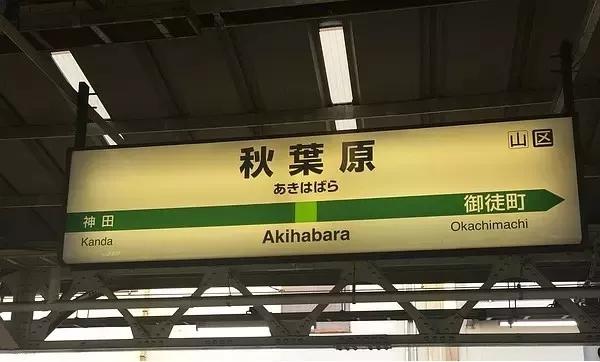 秋葉原
山区
あきはばら
神田
御徒町
Kanda
Akihabara
Okachimachi